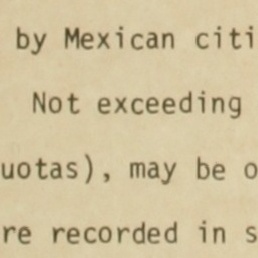 by Mexican citi
Not exceeding
uotas), may be o
re recorded in s